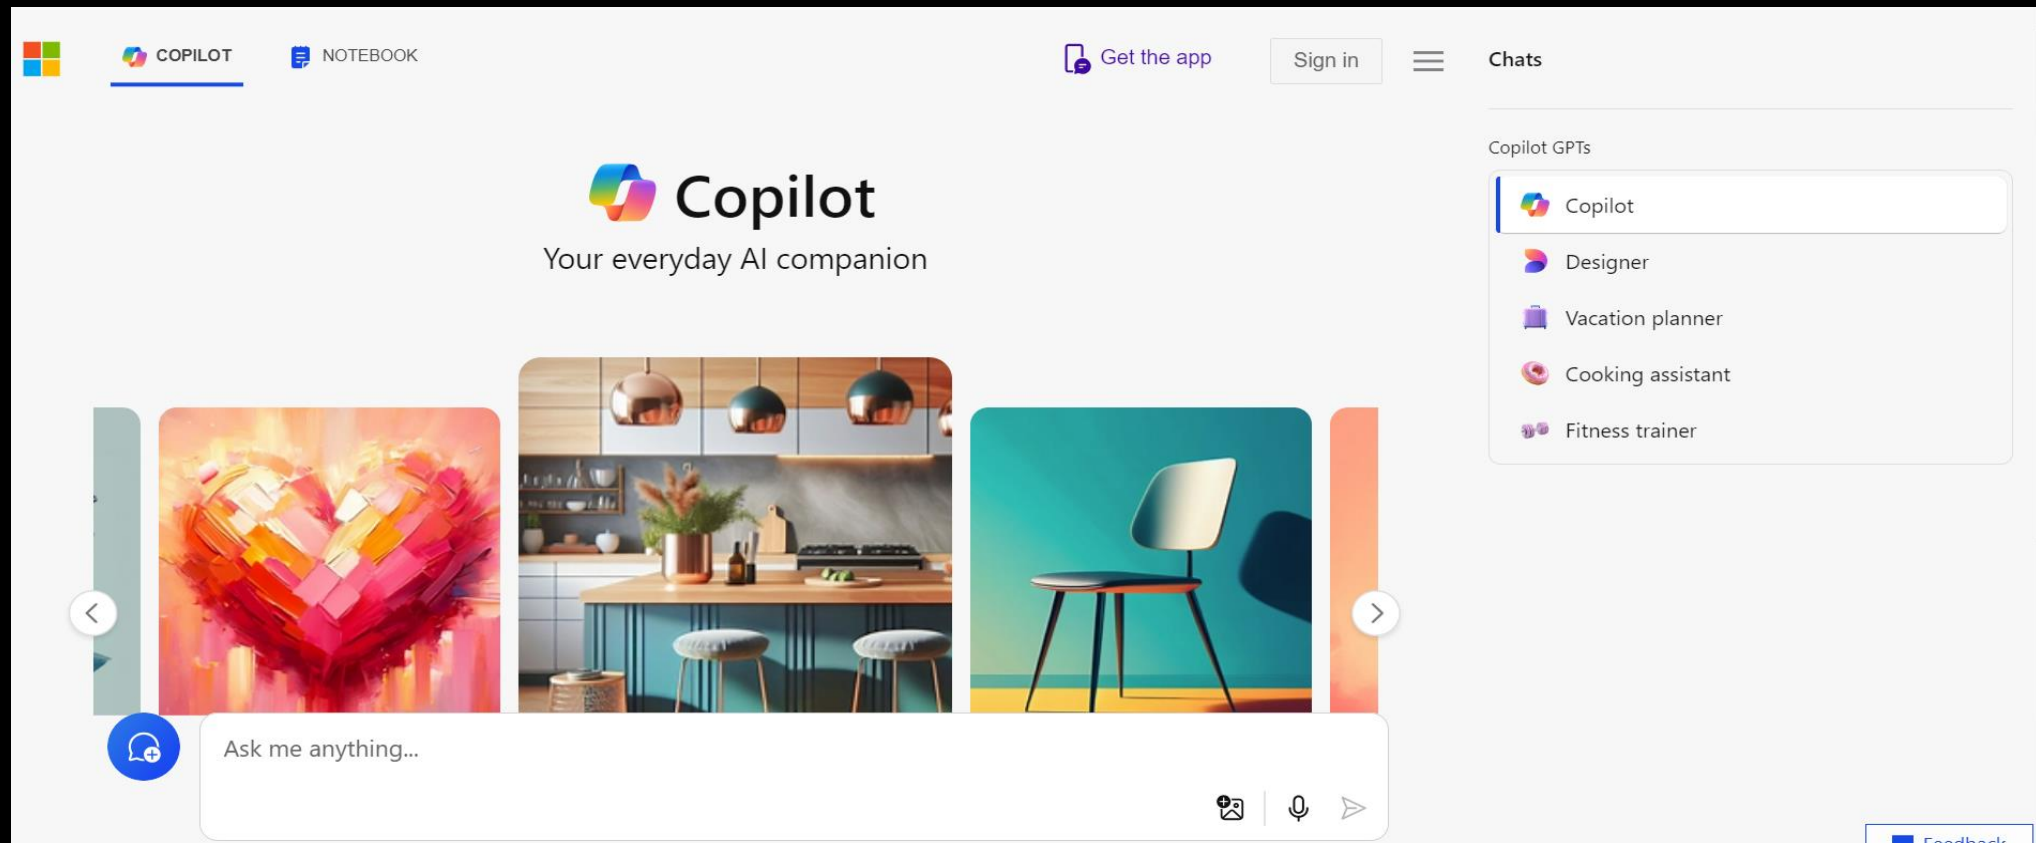 COPILOT
NOTEBOOK
Get the app
Sign in
Chats
Copilot
Your everyday AI companion
Copilot GPTs
Copilot
Designer
Vacation planner
Cooking assistant
Fitness trainer
Ask me anything...
Feedback